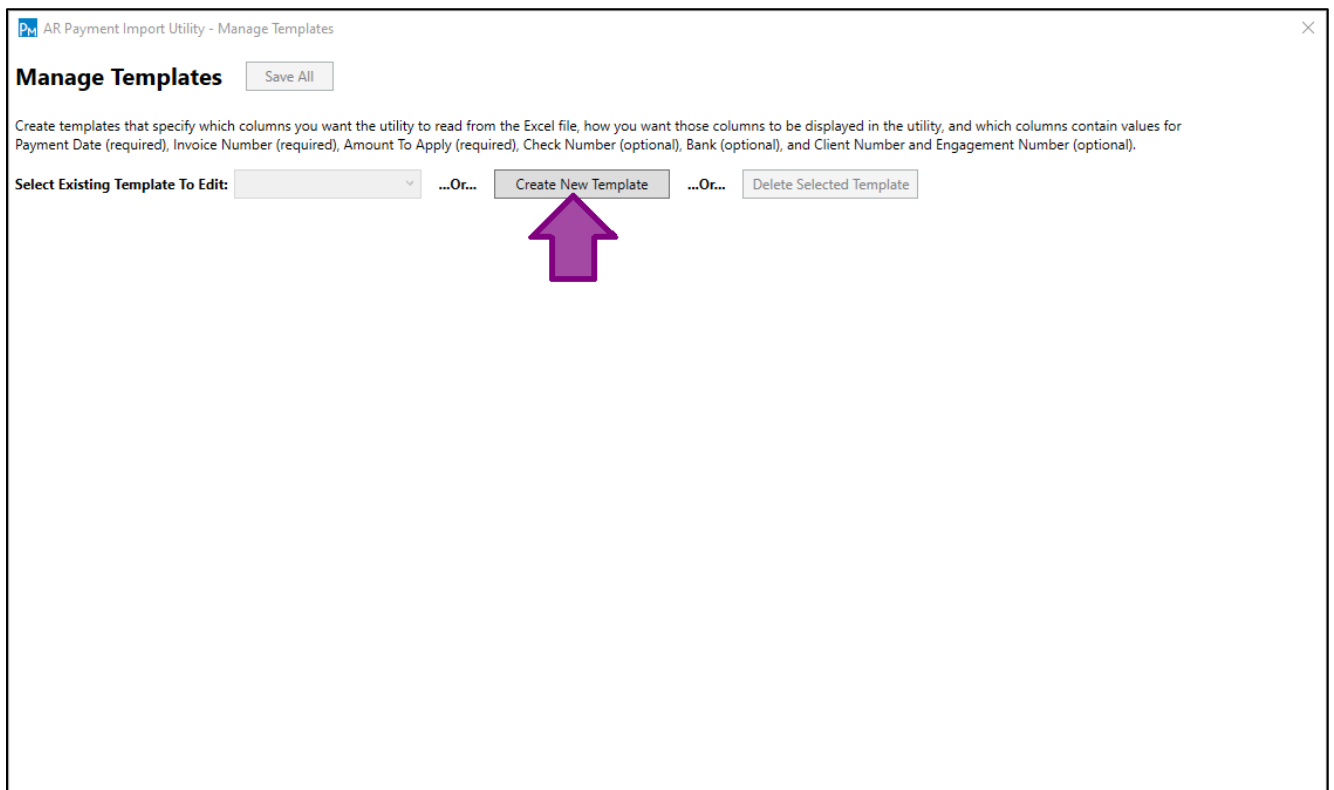 PM AR Payment Import Utility - Manage Templates
Manage Templates Save All
Create templates that specify which columns you want the utility to read from the Excel file, how you want those columns to be displayed in the utility, and which columns contain values for
Payment Date (required), Invoice Number (required), Amount To Apply (required), Check Number (optional), Bank (optional), and Client Number and Engagement Number (optional).
Select Existing Template To Edit: ...Or... Create New Template ...Or... Delete Selected Template